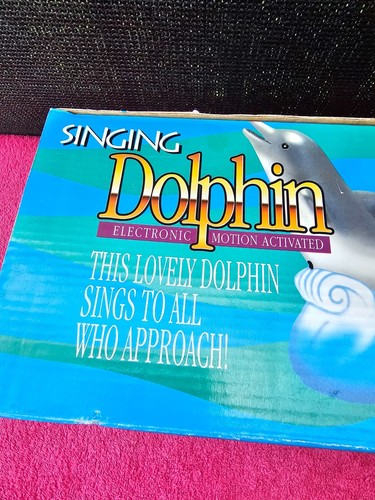 SINGING
Dolphin
ELECTRONIC MOTION ACTIVATED
THIS LOVELY DOLPHIN
SINGS TO ALL
WHO APPROACH!